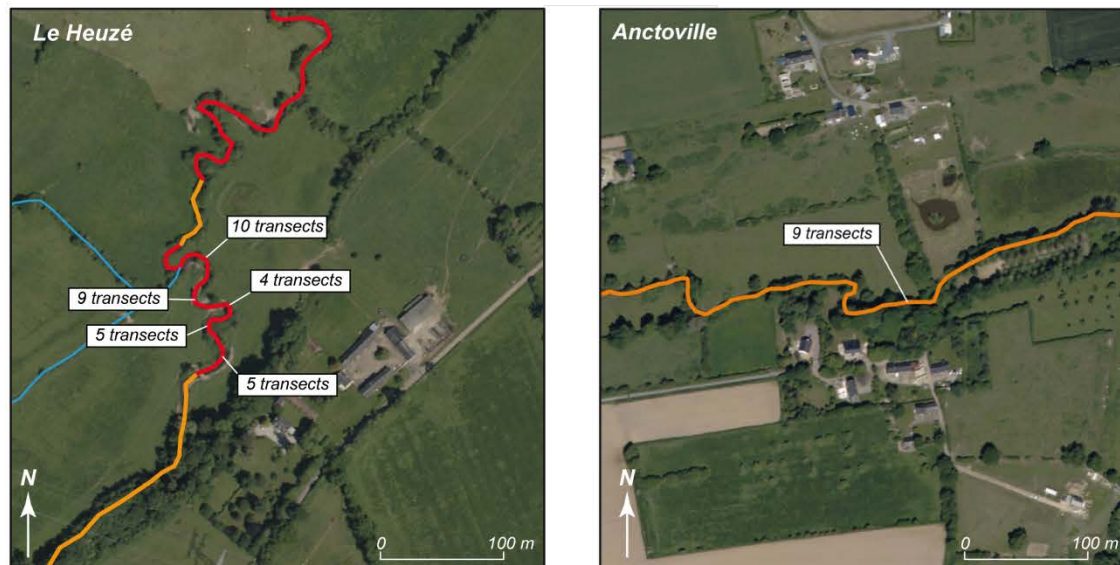 Le Heuzé
10 transects
4 transects
9 transects
5 transects
5 transects
N
0 100 m
Anctoville
9 transects
N
0 100 m